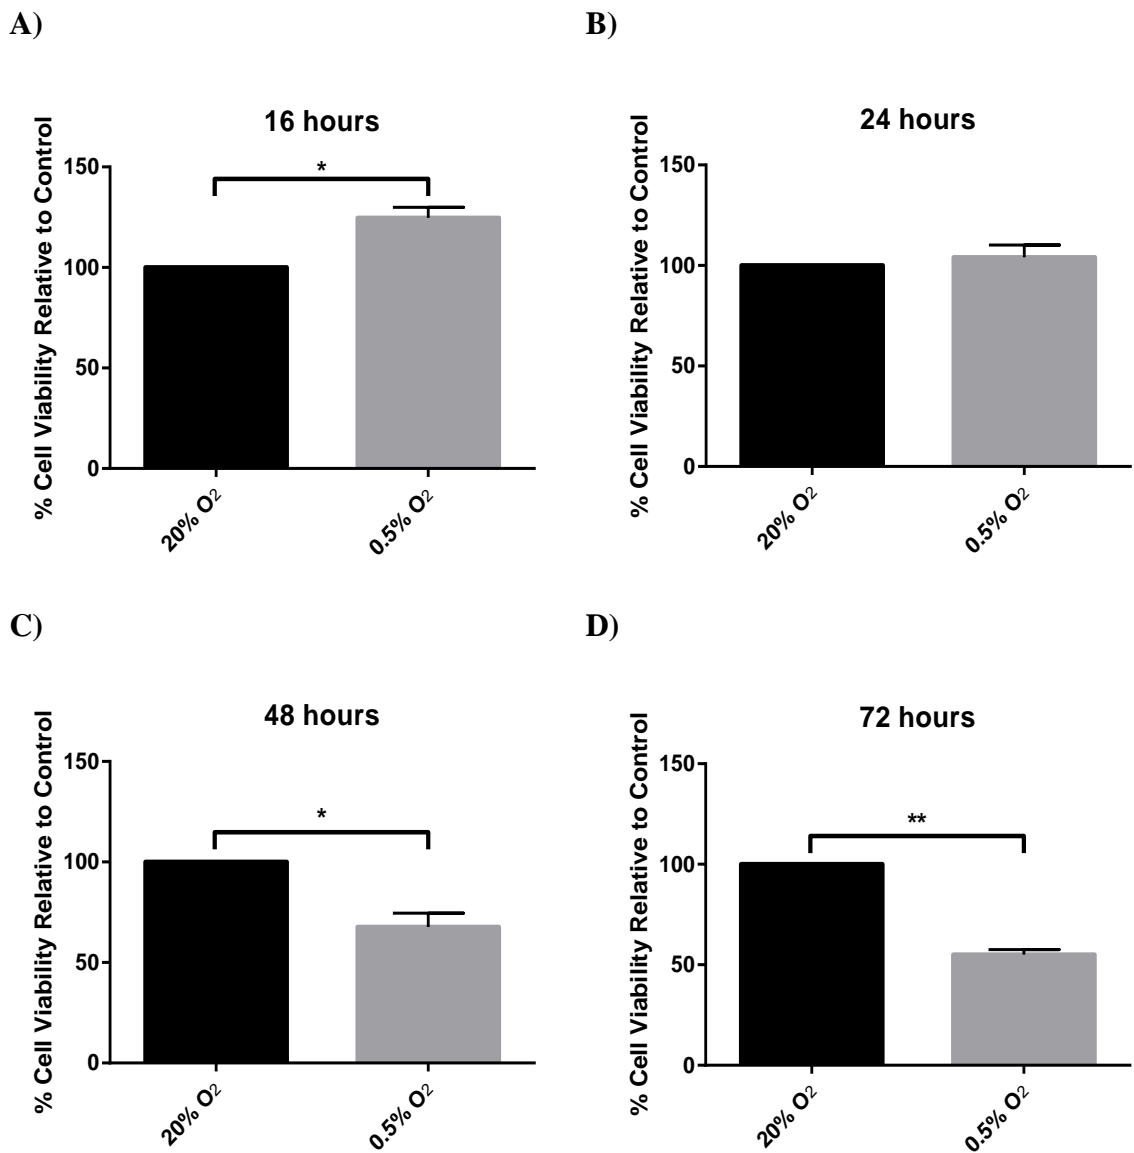 A)
16 hours
% Cell Viability Relative to Control
150
100
50
0
*
20% O2
0.5% O2
B)
24 hours
% Cell Viability Relative to Control
150
100
50
0
20% O2
0.5% O2
C)
48 hours
% Cell Viability Relative to Control
150
100
50
0
*
20% O2
0.5% O2
D)
72 hours
% Cell Viability Relative to Control
150
100
50
0
**
20% O2
0.5% O2